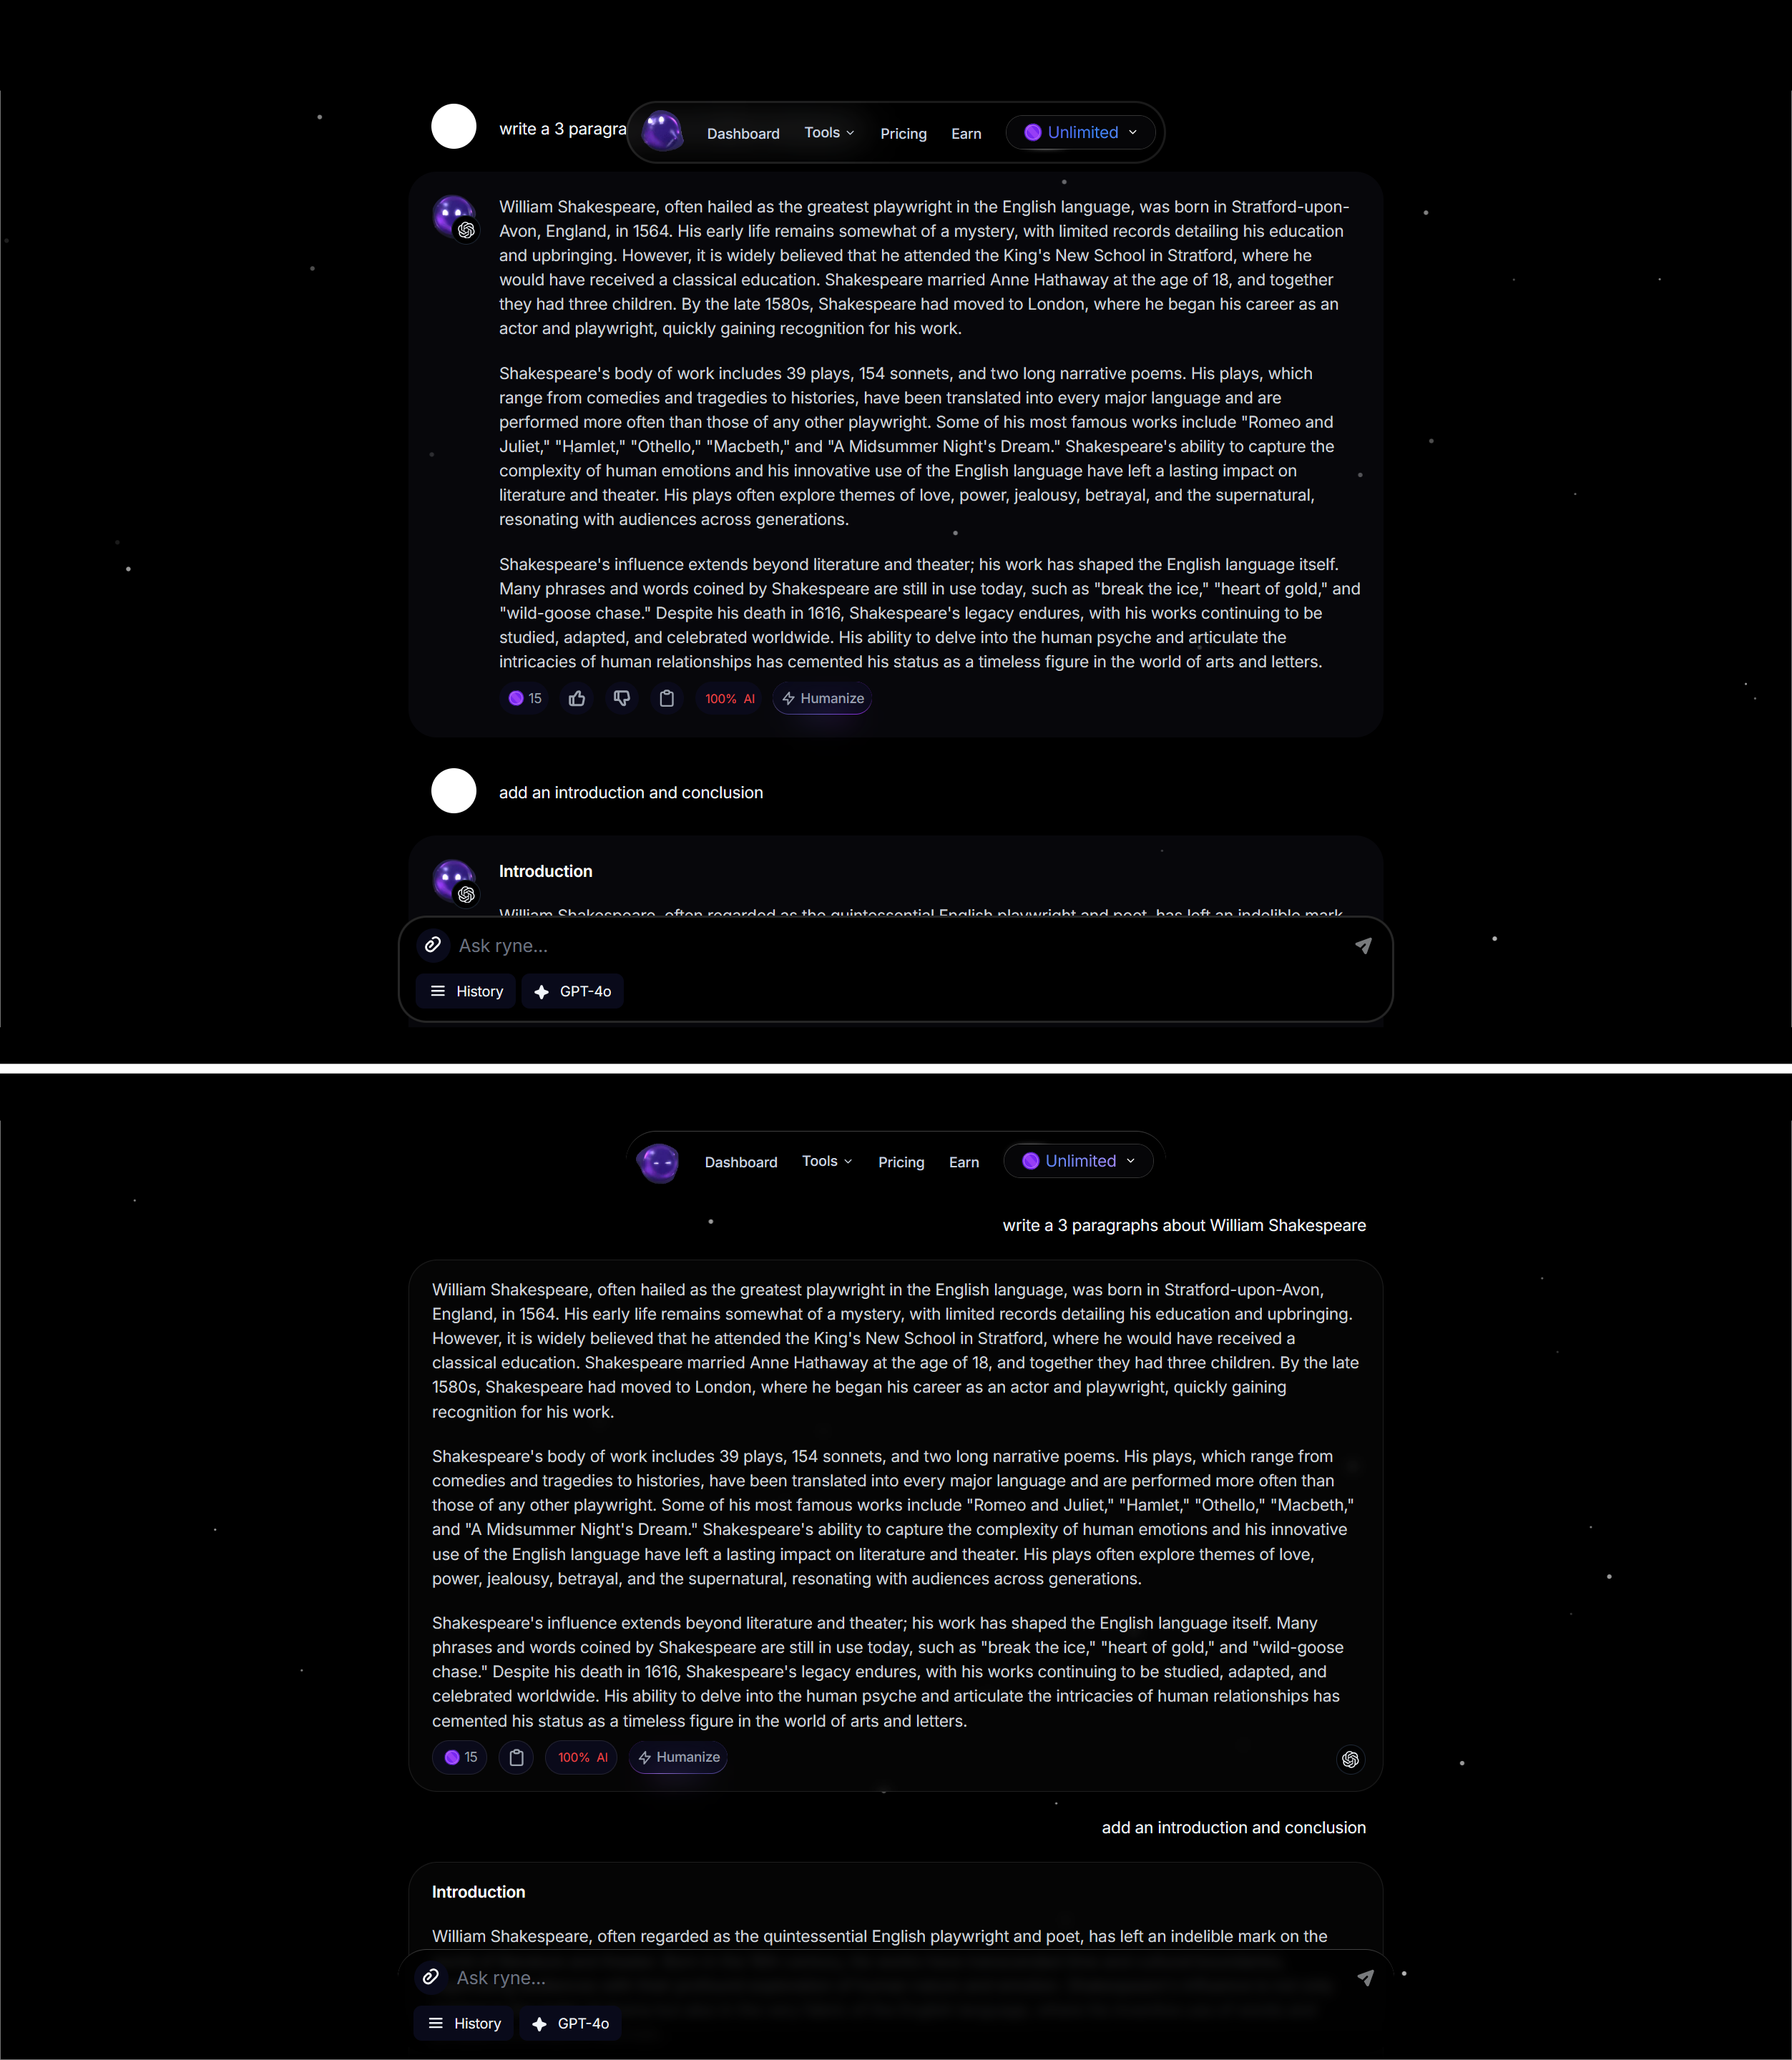 write a 3 paragra
Dashboard Tools Pricing Earn Unlimited
William Shakespeare, often hailed as the greatest playwright in the English language, was born in Stratford-upon-
Avon, England, in 1564. His early life remains somewhat of a mystery, with limited records detailing his education
and upbringing. However, it is widely believed that he attended the King's New School in Stratford, where he
would have received a classical education. Shakespeare married Anne Hathaway at the age of 18, and together
they had three children. By the late 1580s, Shakespeare had moved to London, where he began his career as an
actor and playwright, quickly gaining recognition for his work.
Shakespeare's body of work includes 39 plays, 154 sonnets, and two long narrative poems. His plays, which
range from comedies and tragedies to histories, have been translated into every major language and are
performed more often than those of any other playwright. Some of his most famous works include "Romeo and
Juliet," "Hamlet," "Othello," "Macbeth," and "A Midsummer Night's Dream." Shakespeare's ability to capture the
complexity of human emotions and his innovative use of the English language have left a lasting impact on
literature and theater. His plays often explore themes of love, power, jealousy, betrayal, and the supernatural,
resonating with audiences across generations.
Shakespeare's influence extends beyond literature and theater; his work has shaped the English language itself.
Many phrases and words coined by Shakespeare are still in use today, such as "break the ice," "heart of gold," and
"wild-goose chase." Despite his death in 1616, Shakespeare's legacy endures, with his works continuing to be
studied, adapted, and celebrated worldwide. His ability to delve into the human psyche and articulate the
intricacies of human relationships has cemented his status as a timeless figure in the world of arts and letters.
15 100% AI Humanize
add an introduction and conclusion
Introduction
William Shakespeare, often regarded as the quintessential English playwright and poet, has left an indelible mark
Ask ryne...
History GPT-4o
Dashboard Tools Pricing Earn Unlimited
write a 3 paragraphs about William Shakespeare
William Shakespeare, often hailed as the greatest playwright in the English language, was born in Stratford-upon-Avon,
England, in 1564. His early life remains somewhat of a mystery, with limited records detailing his education and upbringing.
However, it is widely believed that he attended the King's New School in Stratford, where he would have received a
classical education. Shakespeare married Anne Hathaway at the age of 18, and together they had three children. By the late
1580s, Shakespeare had moved to London, where he began his career as an actor and playwright, quickly gaining
recognition for his work.
Shakespeare's body of work includes 39 plays, 154 sonnets, and two long narrative poems. His plays, which range from
comedies and tragedies to histories, have been translated into every major language and are performed more often than
those of any other playwright. Some of his most famous works include "Romeo and Juliet," "Hamlet," "Othello," "Macbeth,"
and "A Midsummer Night's Dream." Shakespeare's ability to capture the complexity of human emotions and his innovative
use of the English language have left a lasting impact on literature and theater. His plays often explore themes of love,
power, jealousy, betrayal, and the supernatural, resonating with audiences across generations.
Shakespeare's influence extends beyond literature and theater; his work has shaped the English language itself. Many
phrases and words coined by Shakespeare are still in use today, such as "break the ice," "heart of gold," and "wild-goose
chase." Despite his death in 1616, Shakespeare's legacy endures, with his works continuing to be studied, adapted, and
celebrated worldwide. His ability to delve into the human psyche and articulate the intricacies of human relationships has
cemented his status as a timeless figure in the world of arts and letters.
15 100% AI Humanize
add an introduction and conclusion
Introduction
William Shakespeare, often regarded as the quintessential English playwright and poet, has left an indelible mark on the
Ask ryne...
History GPT-4o